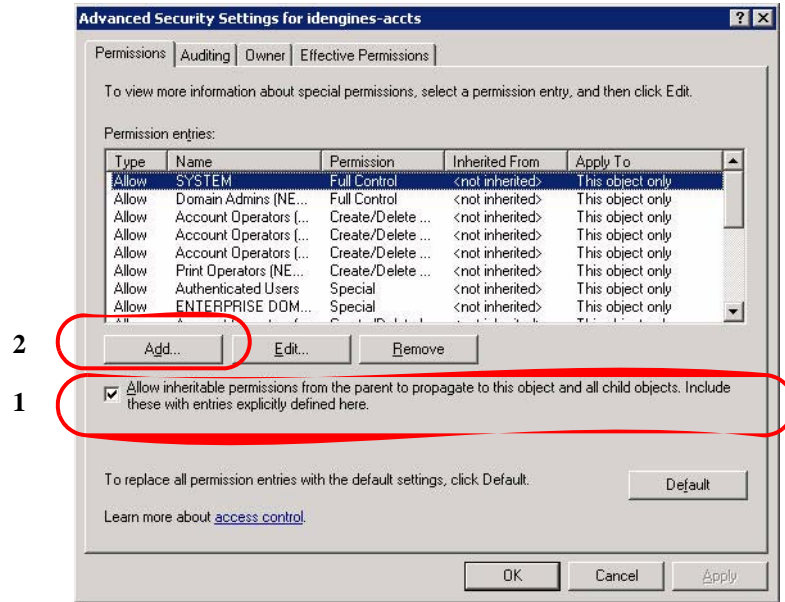 Advanced Security Settings for idengines-accts
Permissions Auditing Owner Effective Permissions
To view more information about special permissions, select a permission entry, and then click Edit.
Permission entries:
Type Name Permission Inherited From Apply To
Allow SYSTEM Full Control <not inherited> This object only
Allow Domain Admins (NE... Full Control <not inherited> This object only
Allow Account Operators (... Create/Delete ... <not inherited> This object only
Allow Account Operators (... Create/Delete ... <not inherited> This object only
Allow Account Operators (... Create/Delete ... <not inherited> This object only
Allow Print Operators (NE... Create/Delete ... <not inherited> This object only
Allow Authenticated Users Special <not inherited> This object only
Allow ENTERPRISE DOM... Special <not inherited> This object only
2 Add... Edit... Remove
1 Allow inheritable permissions from the parent to propagate to this object and all child objects. Include
these with entries explicitly defined here.
To replace all permission entries with the default settings, click Default. Default
Learn more about access control.
OK Cancel Apply